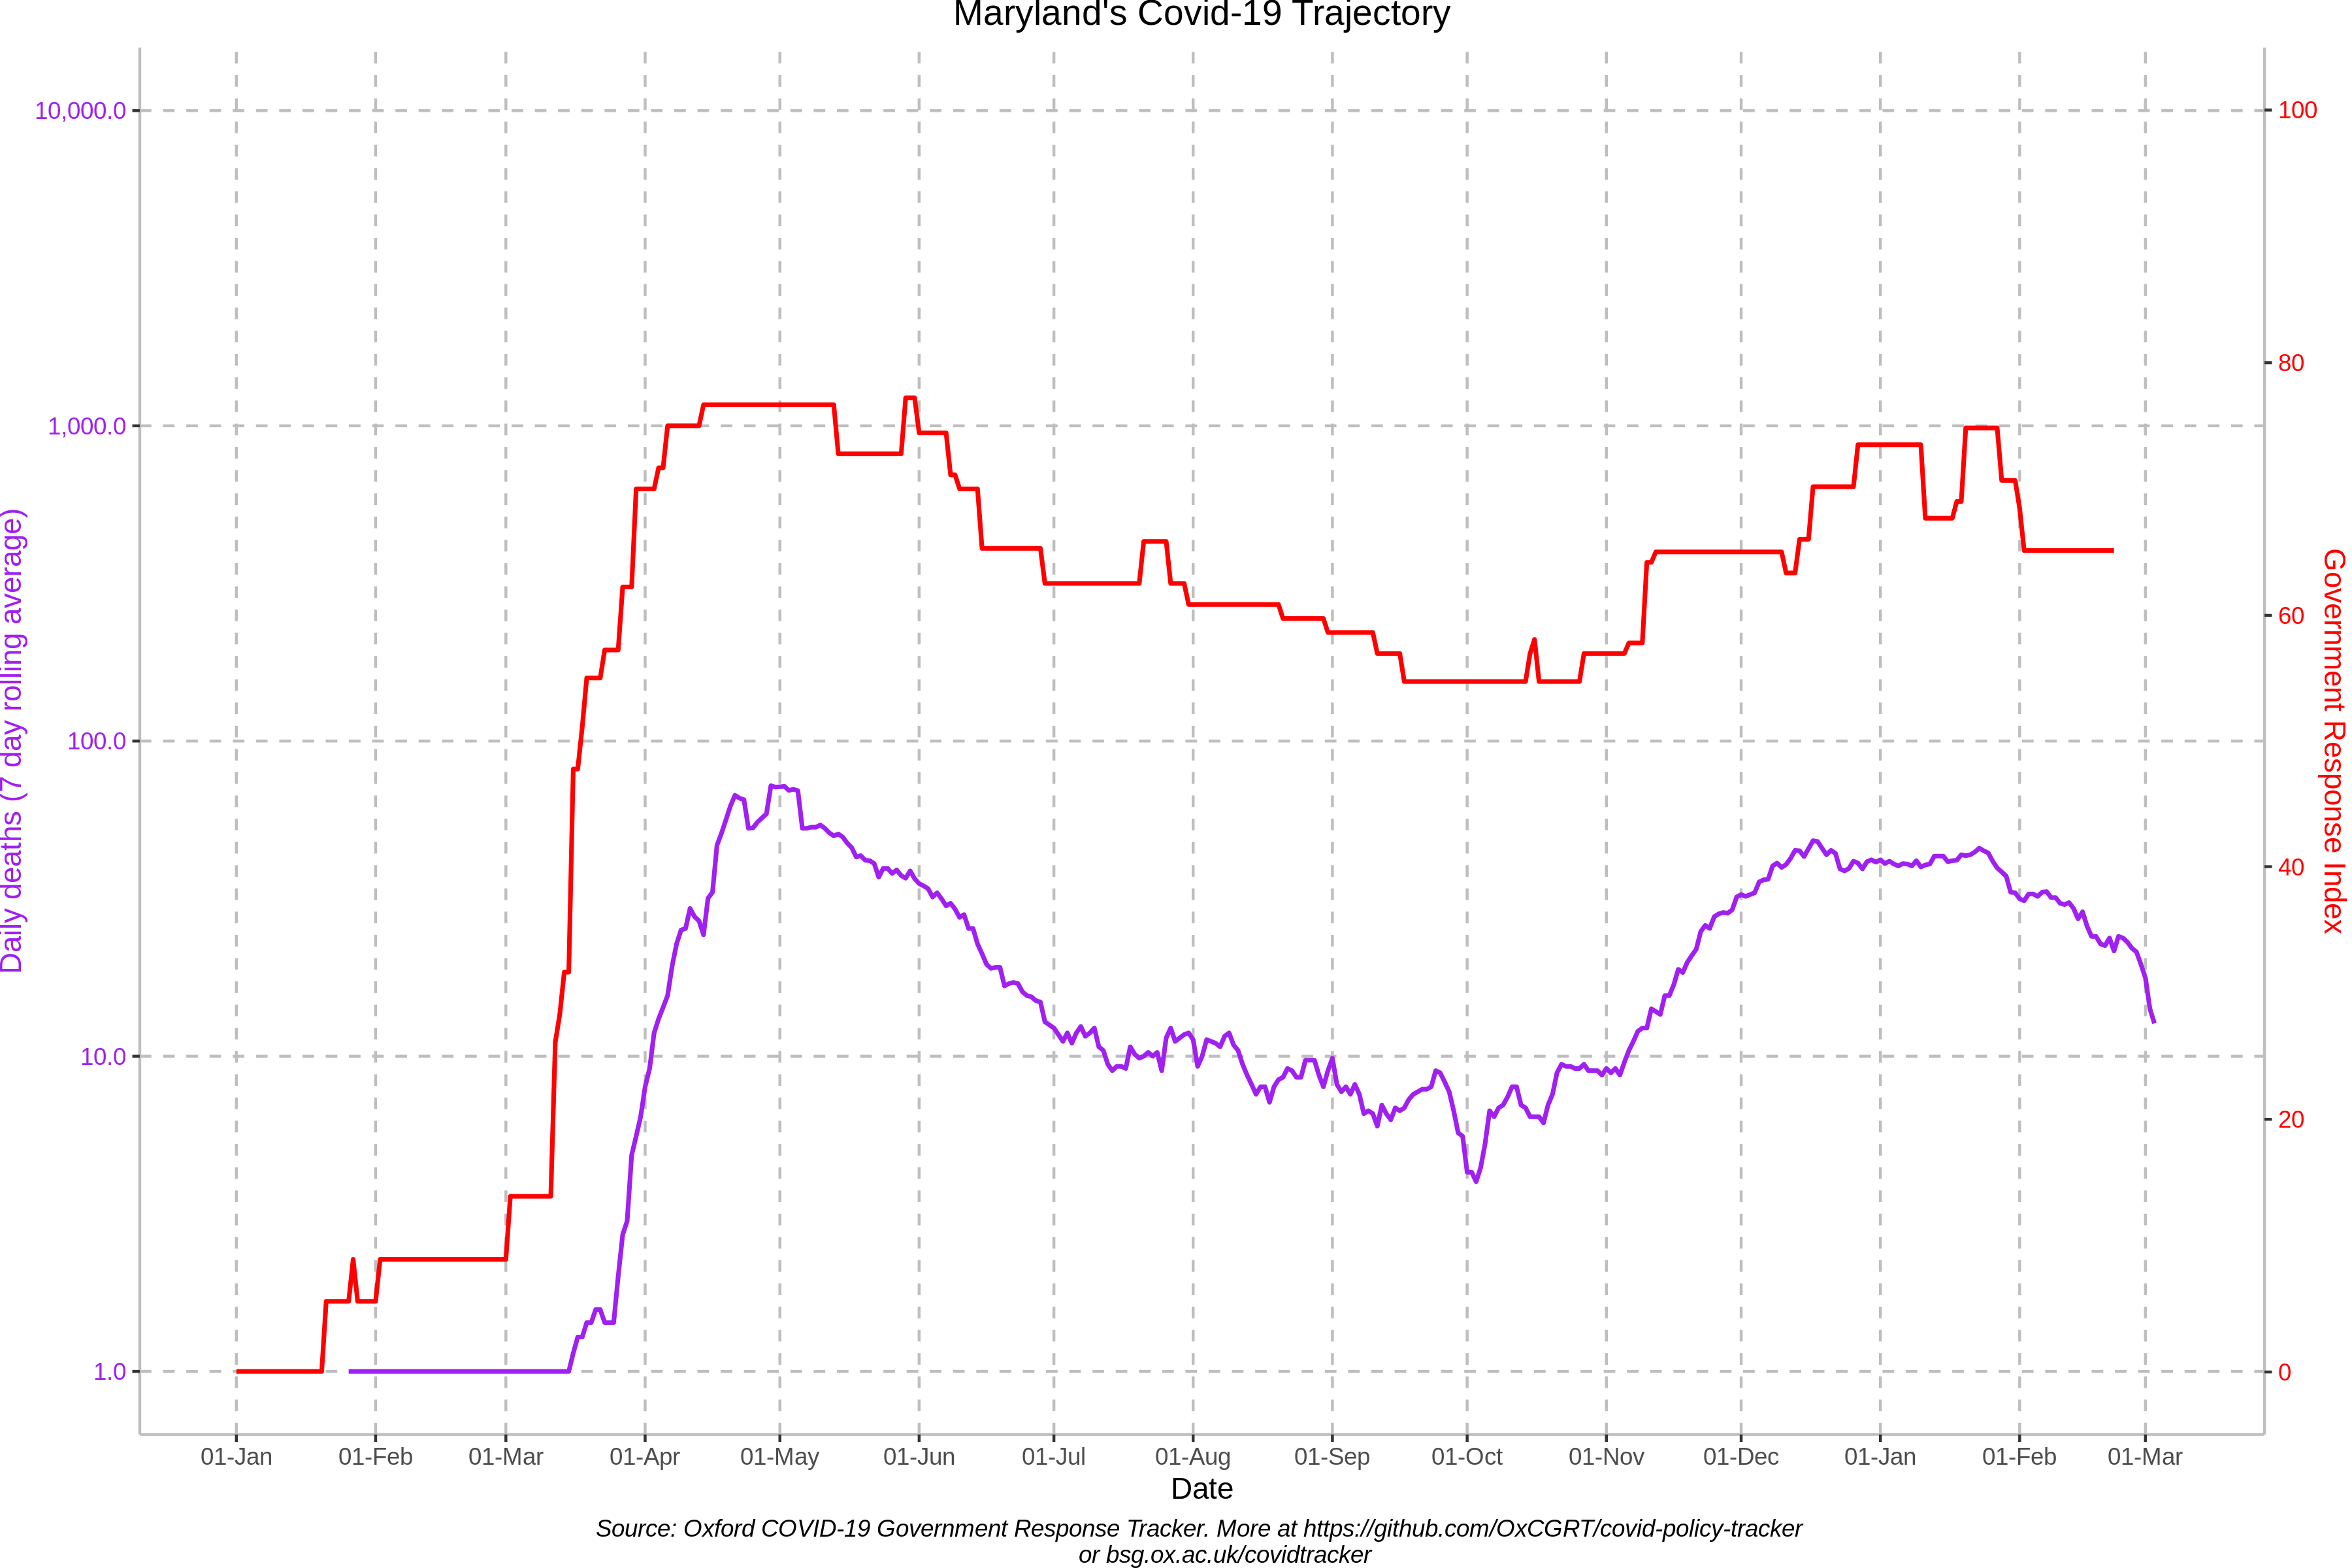 Maryland's Covid-19 Trajectory
10,000.0
1,000.0
100.0
10.0
1.0
Daily deaths (7 day rolling average)
100
80
60
40
20
0
Government Response Index
01-Jan 01-Feb 01-Mar 01-Apr 01-May 01-Jun 01-Jul 01-Aug 01-Sep 01-Oct 01-Nov 01-Dec 01-Jan 01-Feb 01-Mar
Date
Source: Oxford COVID-19 Government Response Tracker. More at https://github.com/OxCGRT/covid-policy-tracker
or bsg.ox.ac.uk/covidtracker